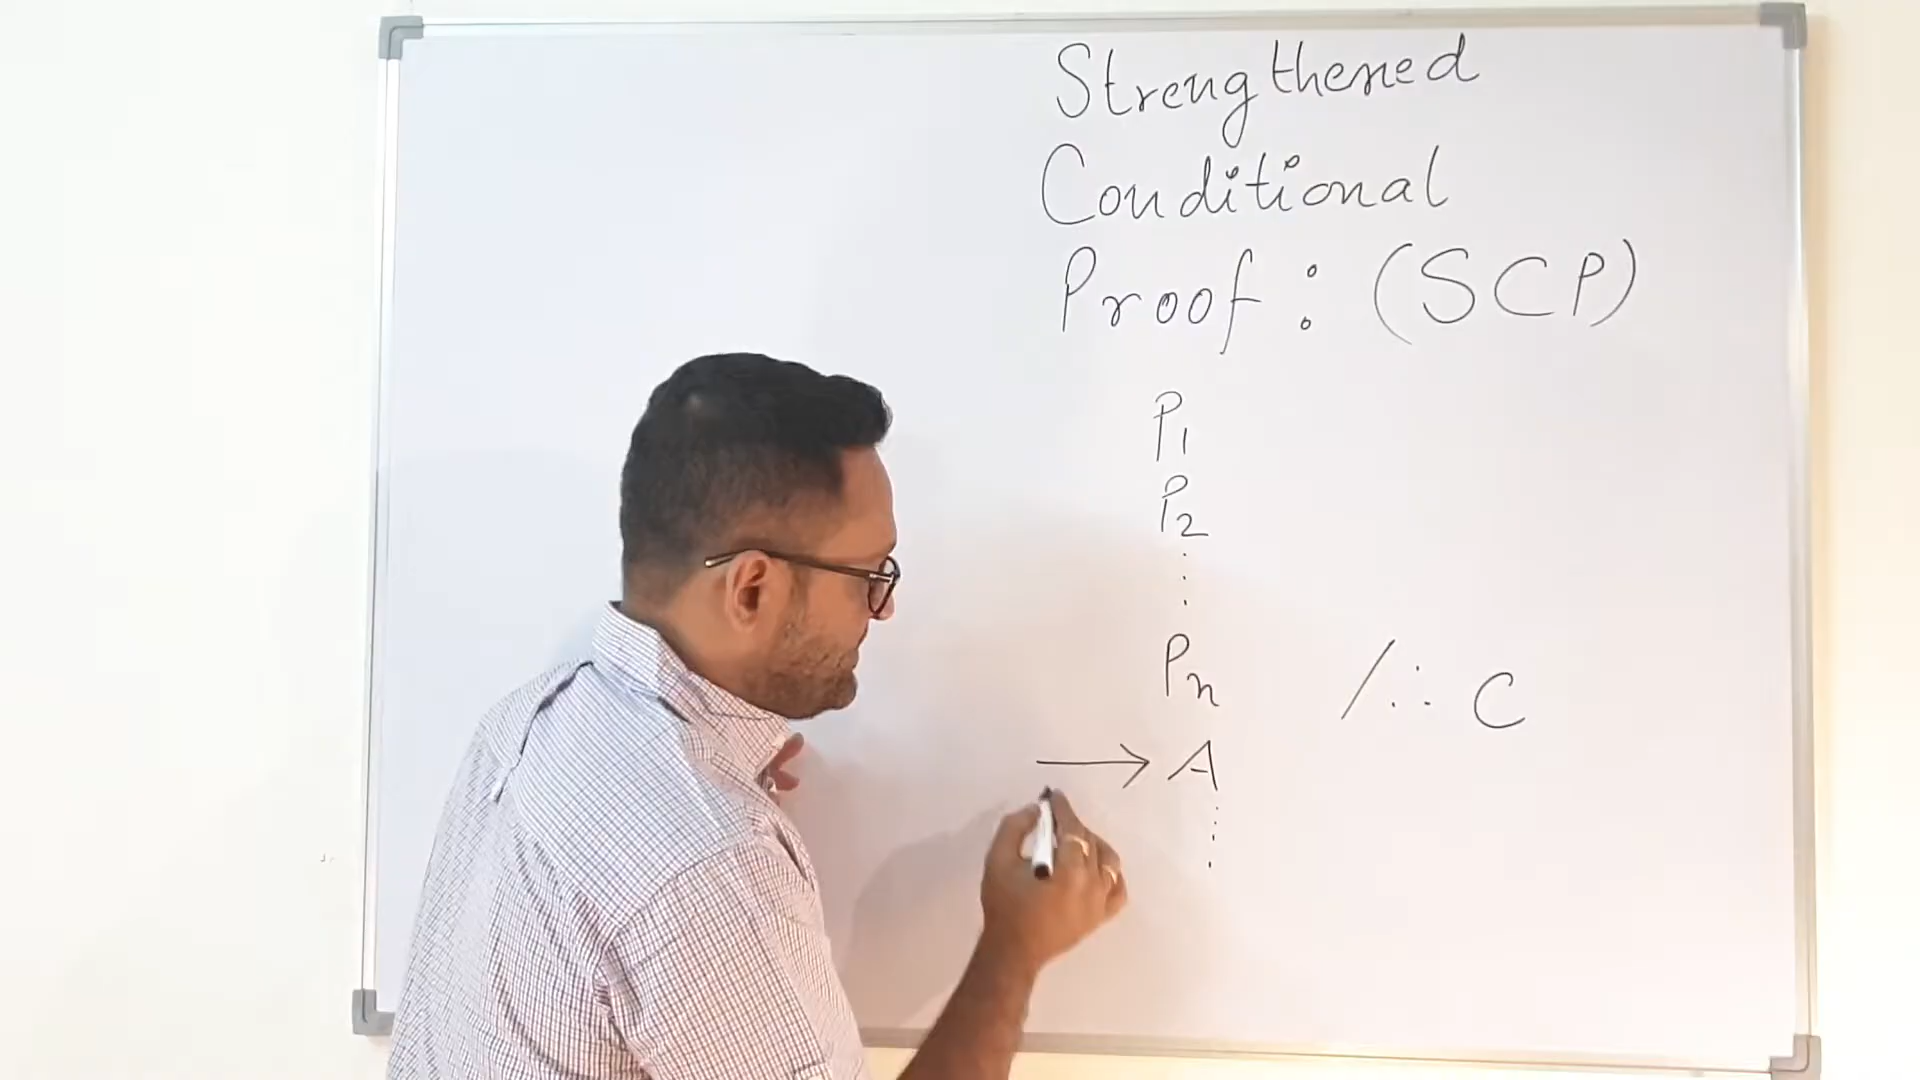 Strengthened
Conditional
Proof : (SCP)
P1
P2
⋮
Pn /∴ C
→ A
⋮